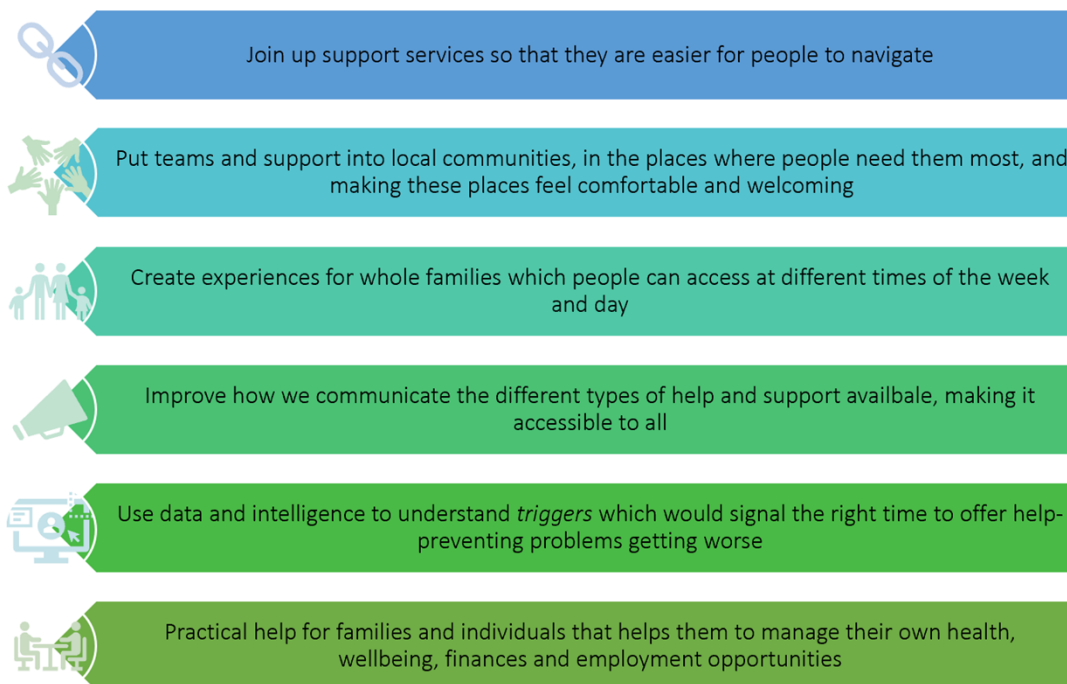 Join up support services so that they are easier for people to navigate
Put teams and support into local communities, in the places where people need them most, and
making these places feel comfortable and welcoming
Create experiences for whole families which people can access at different times of the week
and day
Improve how we communicate the different types of help and support availbale, making it
accessible to all
Use data and intelligence to understand triggers which would signal the right time to offer help-
preventing problems getting worse
Practical help for families and individuals that helps them to manage their own health,
wellbeing, finances and employment opportunities